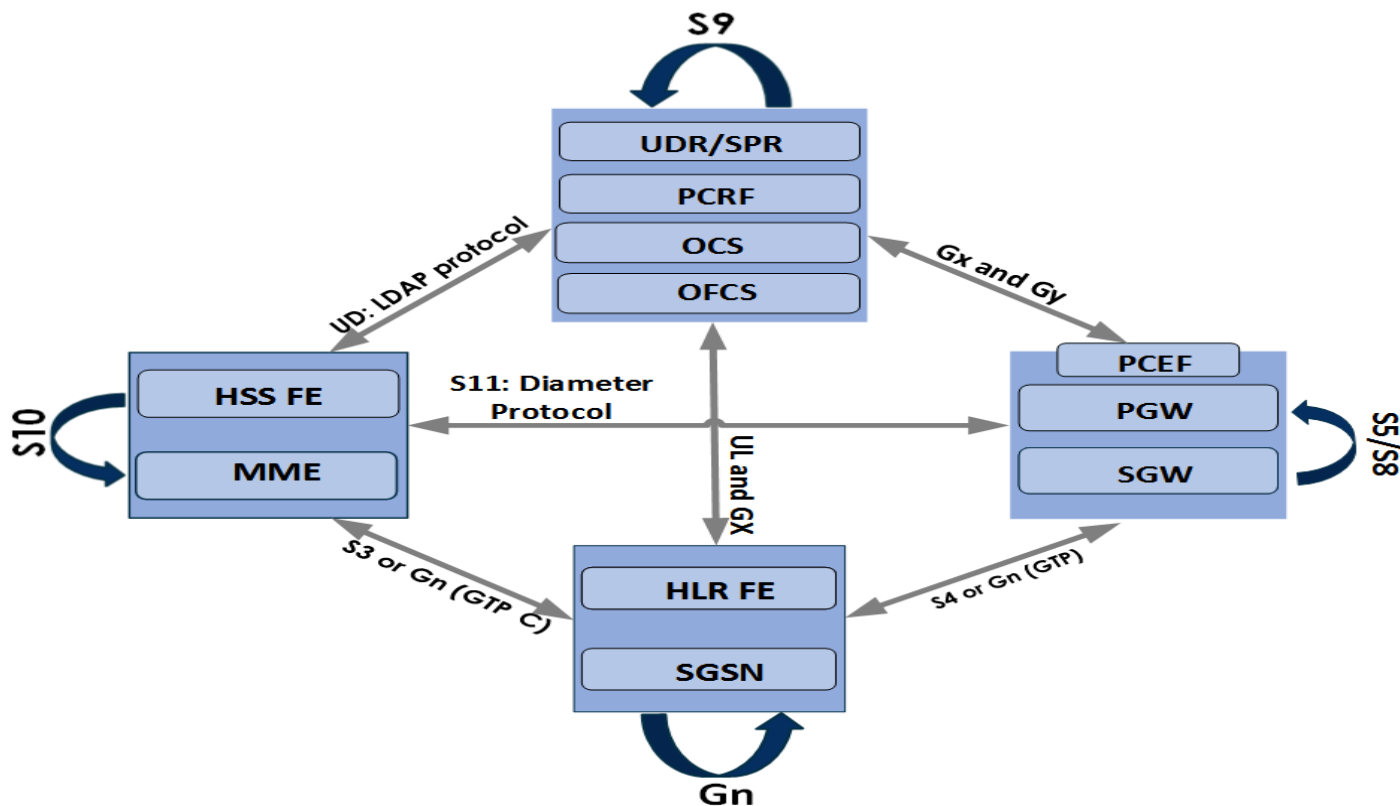 S9
UDR/SPR
PCRF
OCS
OFCS
UD: LDAP protocol
Gx and Gy
HSS FE
MME
S10
S11: Diameter
Protocol
UL and GX
PCEF
PGW
SGW
S5/S8
S3 or Gn (GTP C)
S4 or Gn (GTP)
HLR FE
SGSN
Gn